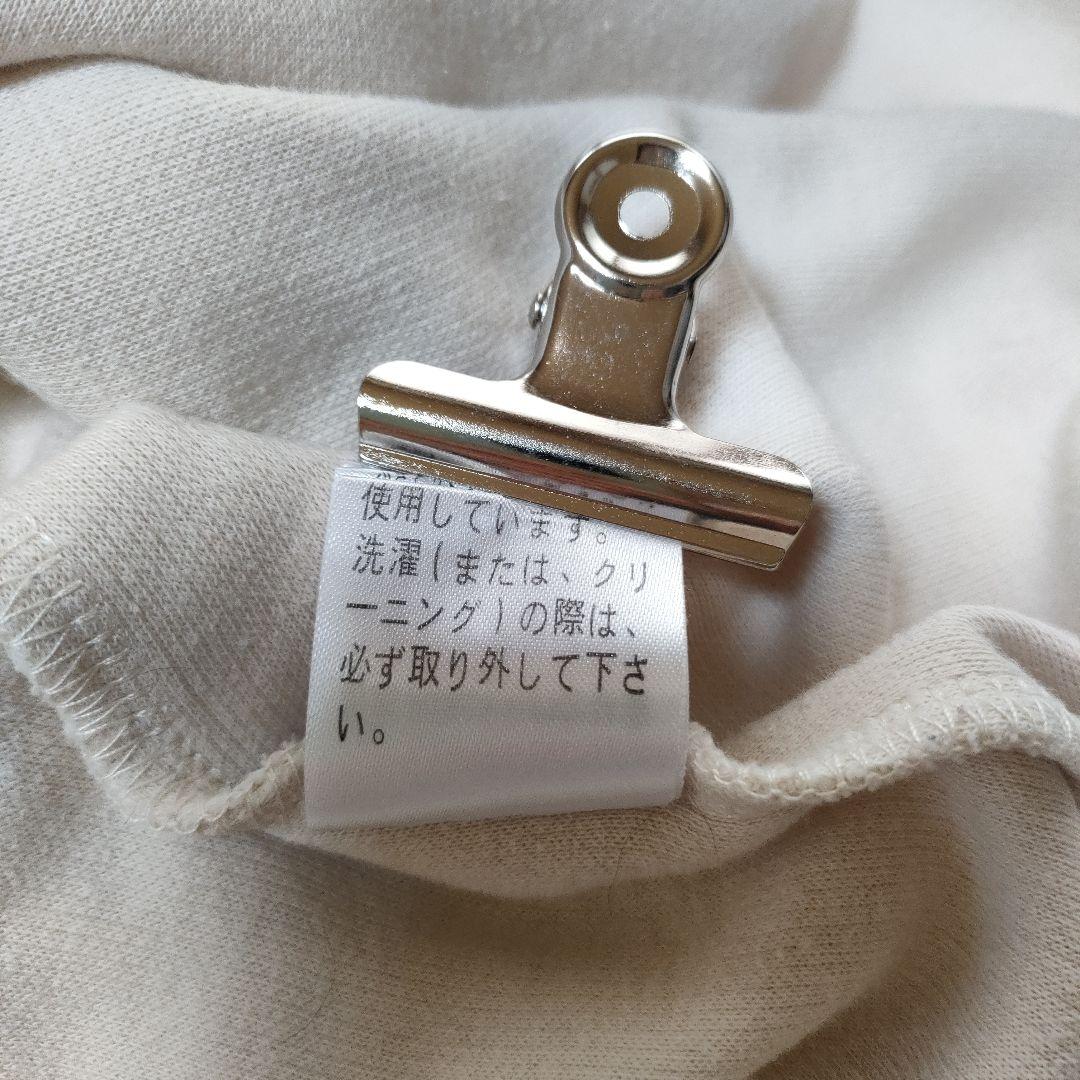 使用しています。
洗濯(または、クリ
ーニング)の際は、
必ず取り外して下さ
い。